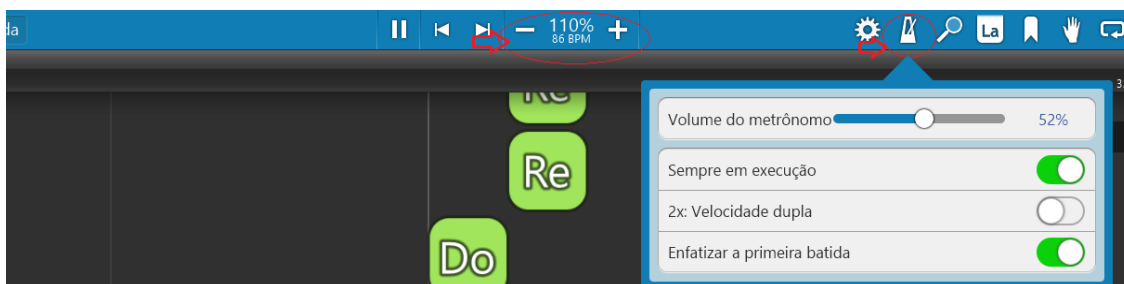 da
110%
86 BPM
La
3
Re
Volume do metrônomo 52%
Re
Sempre em execução
2x: Velocidade dupla
Do
Enfatizar a primeira batida